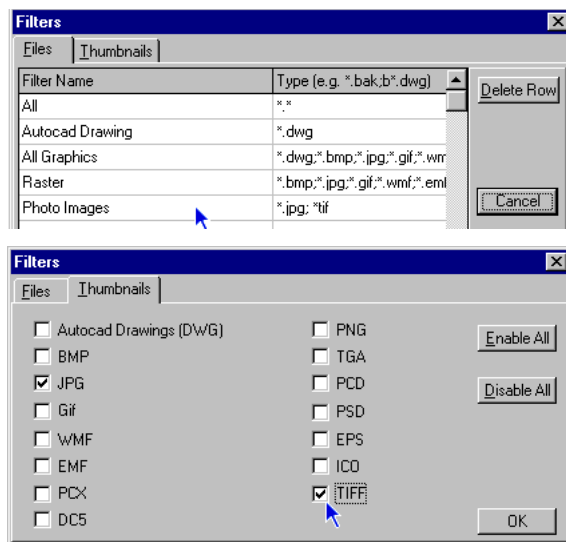 Filters
Files Thumbnails
Filter Name Type (e.g. *.bak;b*.dwg) Delete Row
All *.*
Autocad Drawing *.dwg
All Graphics *.dwg;*.bmp;*.jpg;*.gif;*.wm
Raster *.bmp;*.jpg;*.gif;*.wmf;*.eml Cancel
Photo Images *.jpg; *tif
Filters
Files Thumbnails
Autocad Drawings (DWG) PNG Enable All
BMP TGA
JPG PCD Disable All
Gif PSD
WMF EPS
EMF ICO
PCX TIFF
DC5 OK